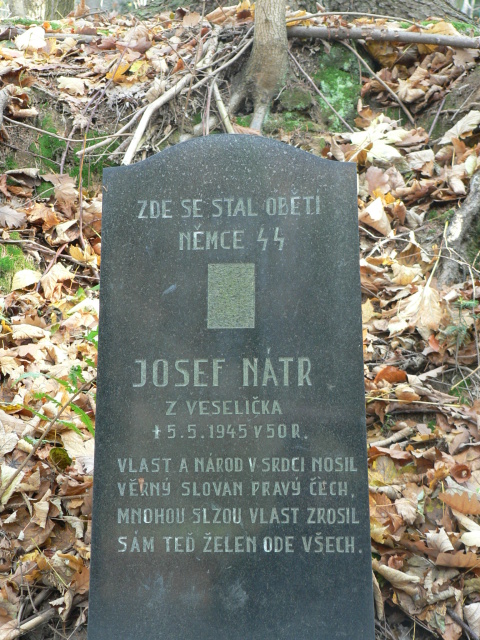 ZDE SE STAL OBĚTÍ
NĚMCE ᛋᛋ
JOSEF NÁTR
Z VESELIČKA
† 5.5.1945 V 50 R.
VLAST A NÁROD V SRDCI NOSIL
VĚRNÝ SLOVAN PRAVÝ ČECH.
MNOHOU SLZOU VLAST ZROSIL
SÁM TEĎ ŽELEN ODE VŠECH.